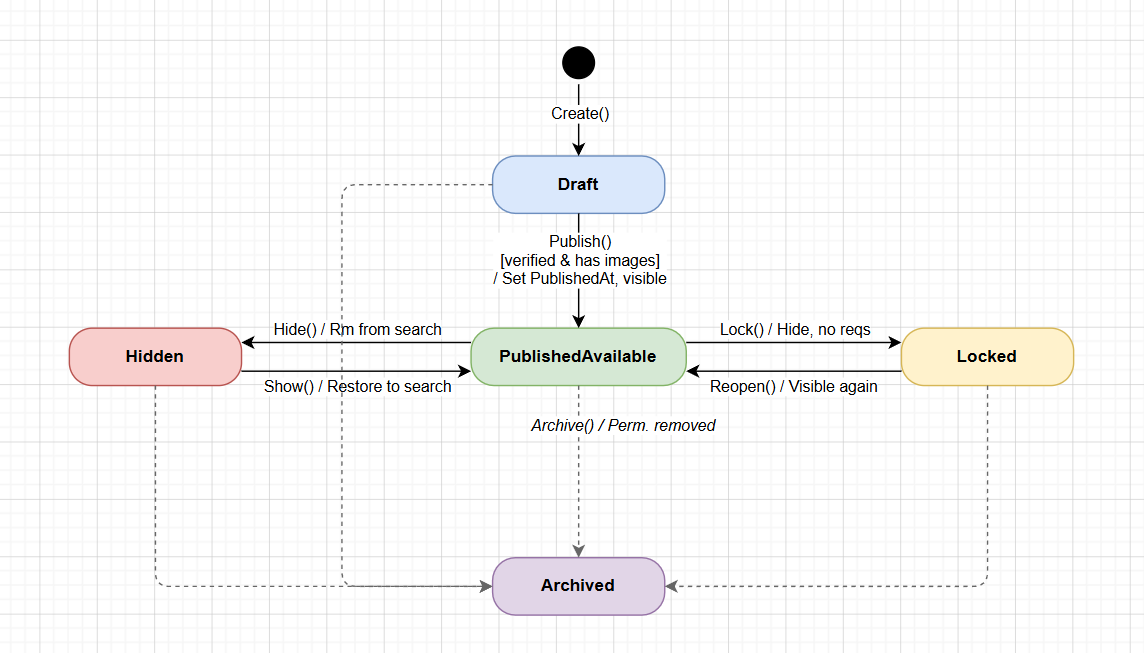 Create()
Draft
Publish()
[verified & has images]
/ Set PublishedAt, visible
Hide() / Rm from search
Lock() / Hide, no reqs
Hidden
PublishedAvailable
Locked
Show() / Restore to search
Reopen() / Visible again
Archive() / Perm. removed
Archived